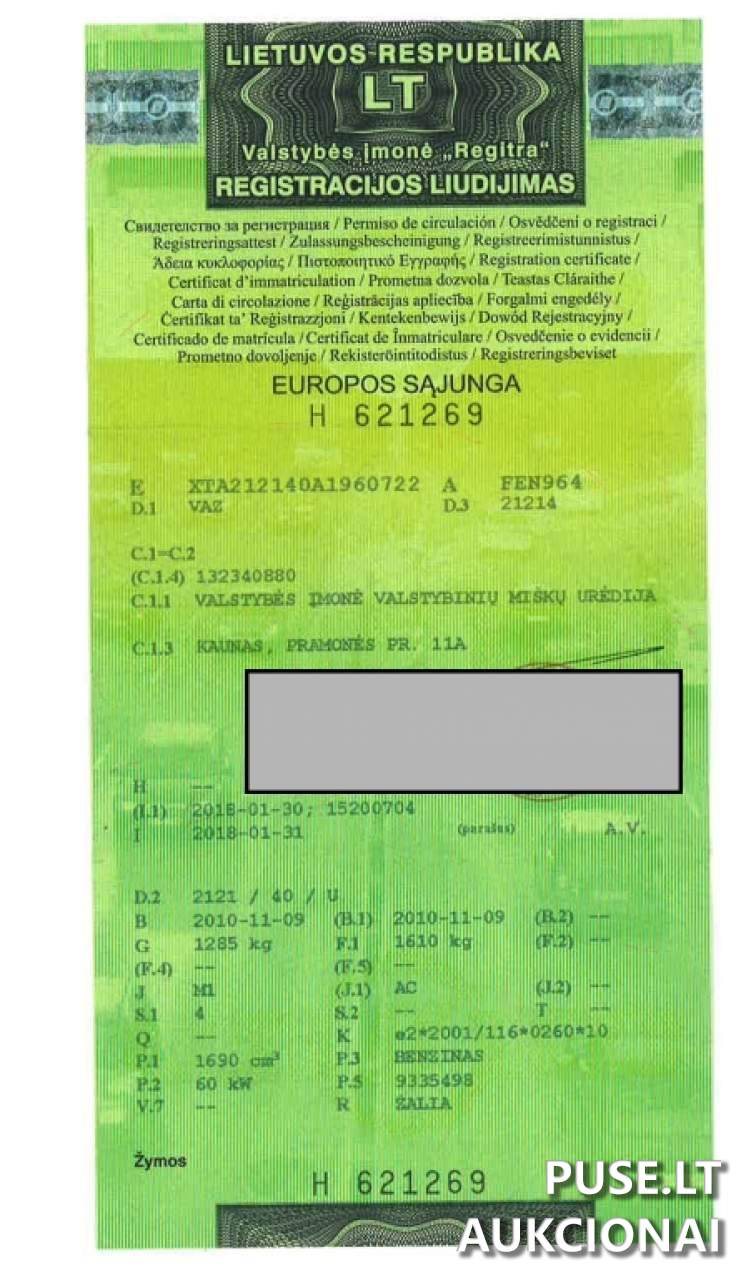 LIETUVOS RESPUBLIKA
LT
Valstybės įmonė „Regitra“
REGISTRACIJOS LIUDIJIMAS
Свидетелство за регистрация / Permiso de circulación / Osvědčení o registraci /
Registreringsattest / Zulassungsbescheinigung / Registreerimistunnistus /
Άδεια κυκλοφορίας / Πιστοποιητικό Εγγραφής / Registration certificate /
Certificat d’immatriculation / Prometna dozvola / Teastas Cláraithe /
Carta di circolazione / Reģistrācijas apliecība / Forgalmi engedély /
Ċertifikat ta’ Reġistrazzjoni / Kentekenbewijs / Dowód Rejestracyjny /
Certificado de matrícula / Certificat de Înmatriculare / Osvedčenie o evidencii /
Prometno dovoljenje / Rekisteröintitodistus / Registreringsbeviset
EUROPOS SĄJUNGA
H 621269
E XTA212140A1960722 A FEN964
D.1 VAZ D.3 21214
C.1=C.2
(C.1.4) 132340880
C.1.1 VALSTYBĖS ĮMONĖ VALSTYBINIŲ MIŠKŲ URĖDIJA
C.1.3 KAUNAS, PRAMONĖS PR. 11A
H --
(I.1) 2018-01-30; 15200704
I 2018-01-31 (parašas) A.V.
D.2 2121 / 40 / U
B 2010-11-09 (B.1) 2010-11-09 (B.2) --
G 1285 kg F.1 1610 kg (F.2) --
(F.4) -- (F.5) --
J M1 (J.1) AC (J.2) --
S.1 4 S.2 -- T --
Q -- K e2*2001/116*0260*10
P.1 1690 cm³ P.3 BENZINAS
P.2 60 kW P.5 9335498
V.7 -- R ŽALIA
Žymos
H 621269
PUSE.LT
AUKCIONAI